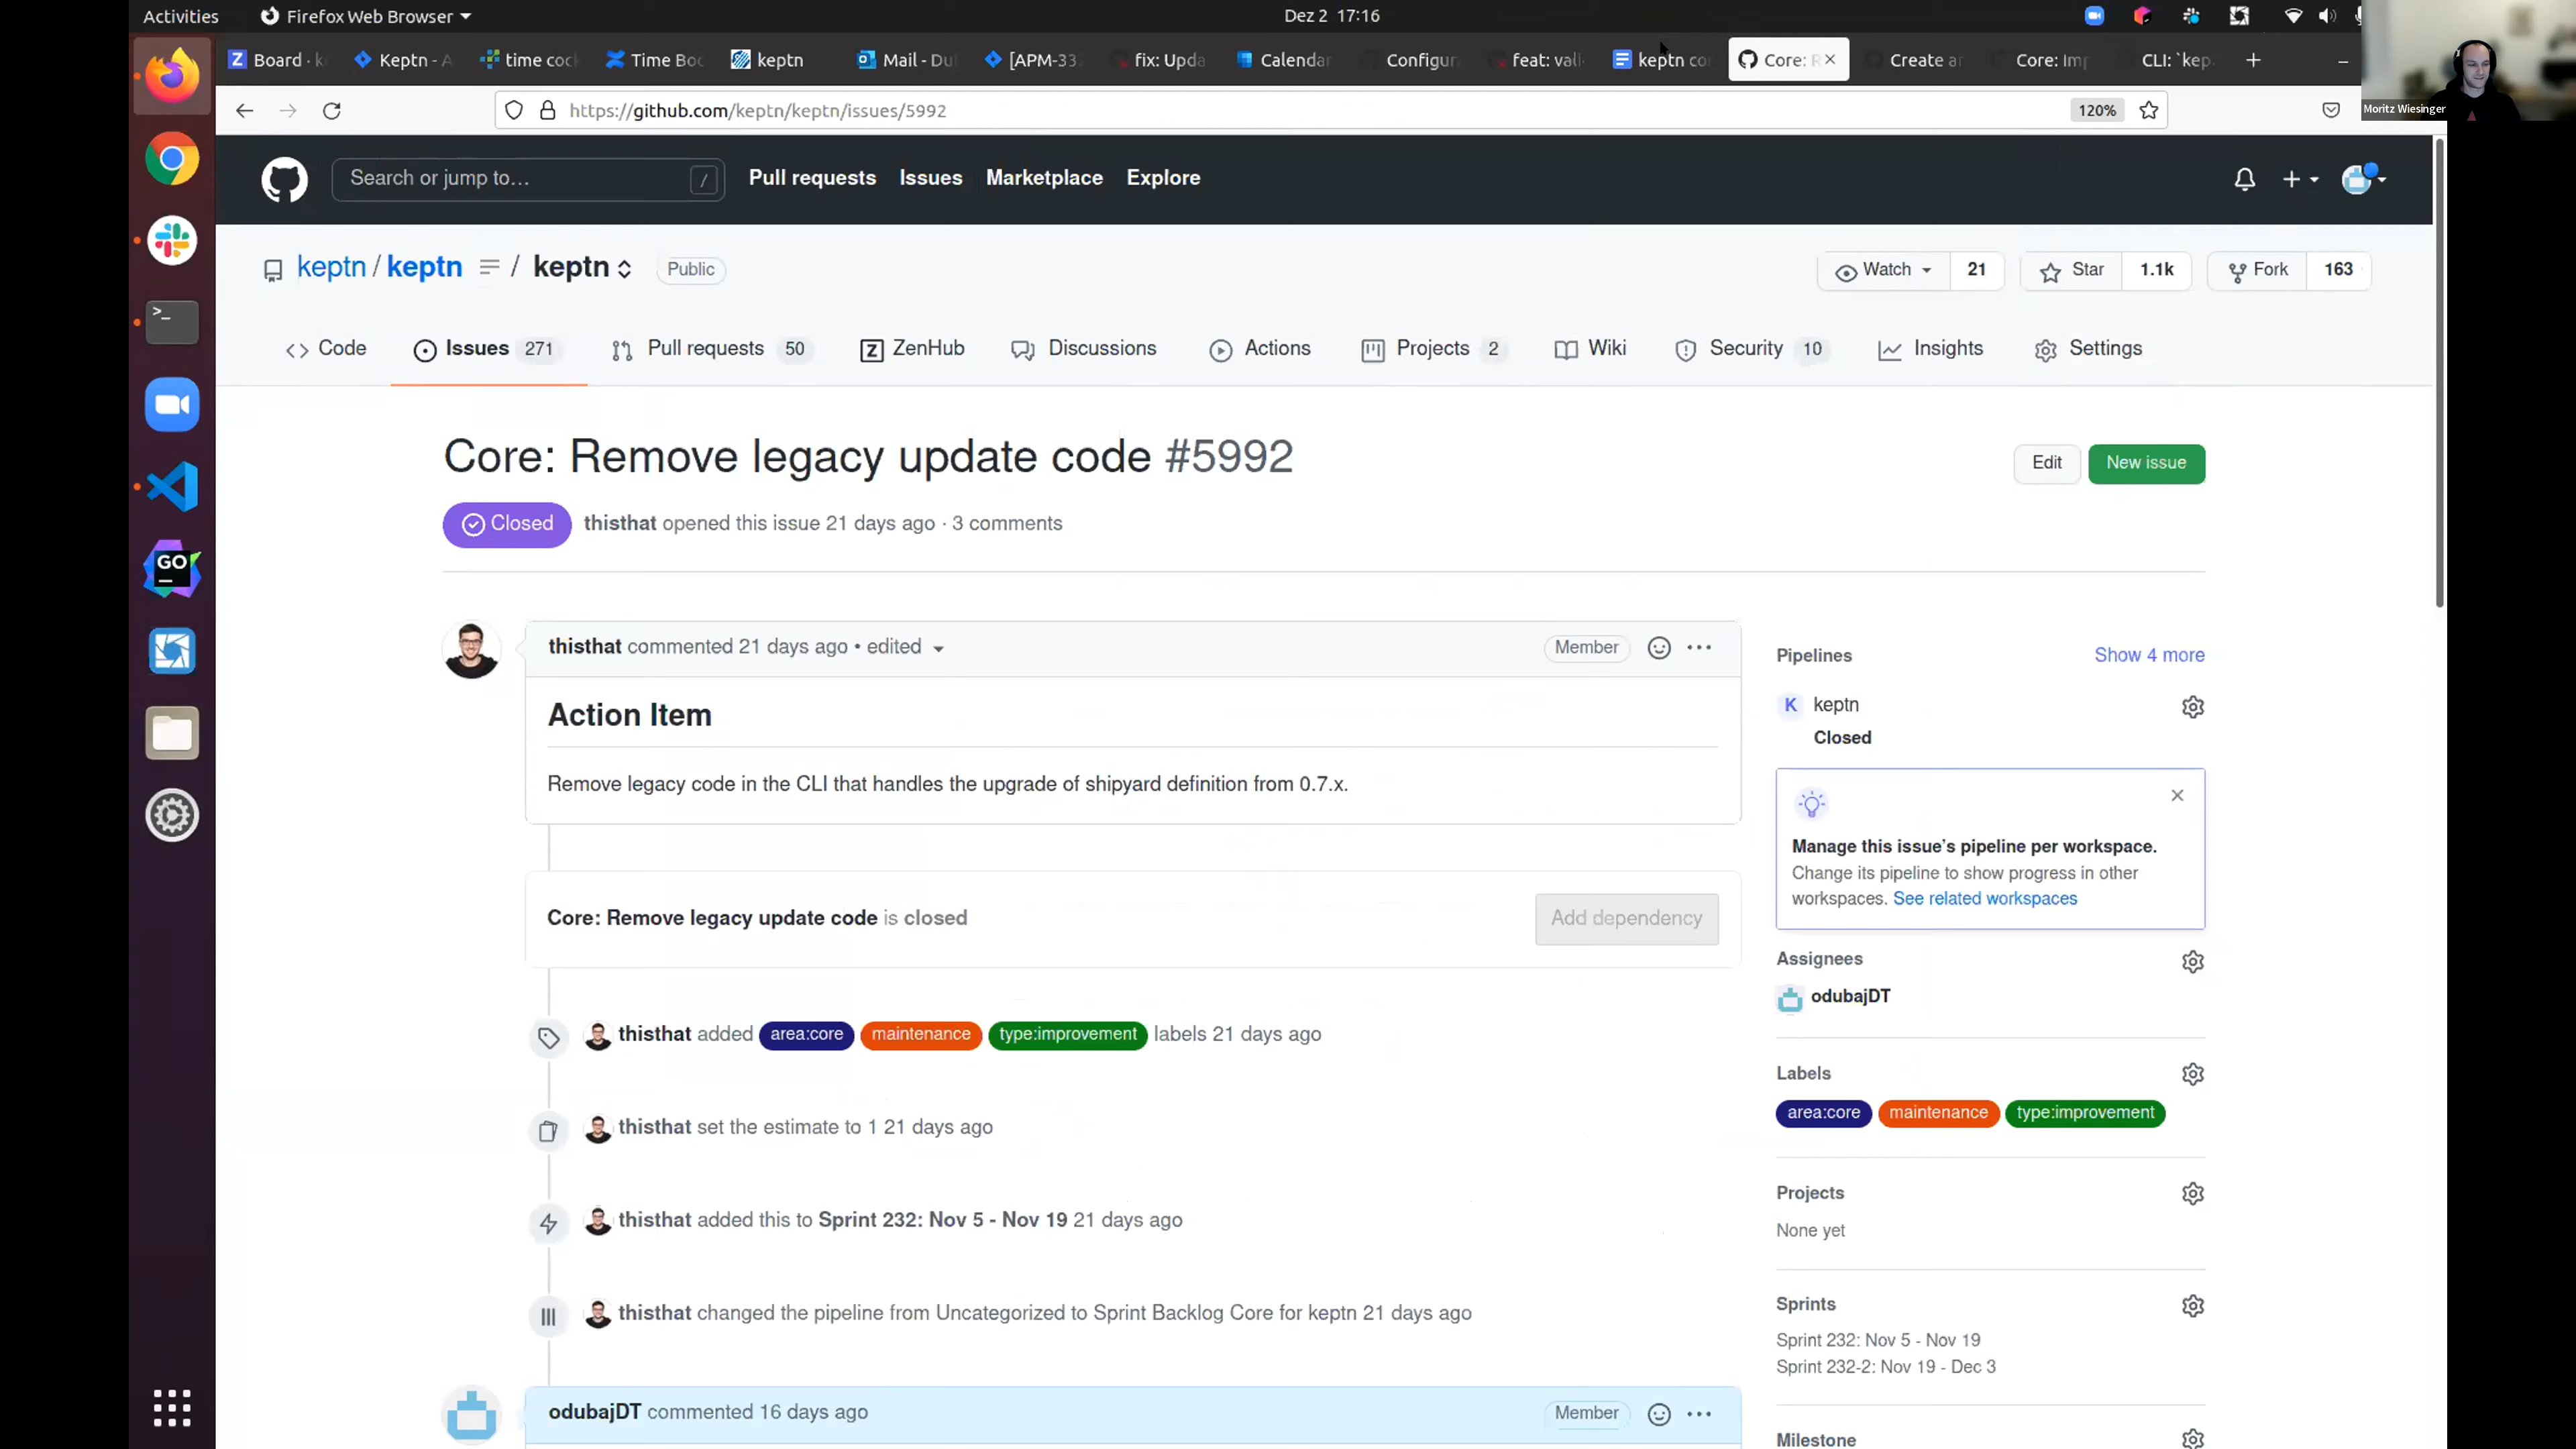 Activities
Firefox Web Browser
Dez 2 17:16
Board · k
Keptn - A
time coc
Time Boo
keptn
Mail - Du
[APM-33
fix: Upda
Calendar
Configur
feat: vali
keptn co
Core: R
Create ar
Core: Imp
CLI: `kep
https://github.com/keptn/keptn/issues/5992
120%
Moritz Wiesinger
Search or jump to…
/
Pull requests
Issues
Marketplace
Explore
keptn / keptn / keptn
Public
Watch
21
Star
1.1k
Fork
163
Code
Issues
271
Pull requests
50
Z
ZenHub
Discussions
Actions
Projects
2
Wiki
Security
10
Insights
Settings
Core: Remove legacy update code #5992
Edit
New issue
Closed
thisthat opened this issue 21 days ago · 3 comments
thisthat commented 21 days ago • edited
Member
Action Item
Remove legacy code in the CLI that handles the upgrade of shipyard definition from 0.7.x.
Core: Remove legacy update code is closed
Add dependency
thisthat added area:core maintenance type:improvement labels 21 days ago
thisthat set the estimate to 1 21 days ago
thisthat added this to Sprint 232: Nov 5 - Nov 19 21 days ago
thisthat changed the pipeline from Uncategorized to Sprint Backlog Core for keptn 21 days ago
odubajDT commented 16 days ago
Member
Pipelines
Show 4 more
K
keptn
Closed
Manage this issue's pipeline per workspace.
Change its pipeline to show progress in other
workspaces. See related workspaces
Assignees
odubajDT
Labels
area:core maintenance type:improvement
Projects
None yet
Sprints
Sprint 232: Nov 5 - Nov 19
Sprint 232-2: Nov 19 - Dec 3
Milestone
GO